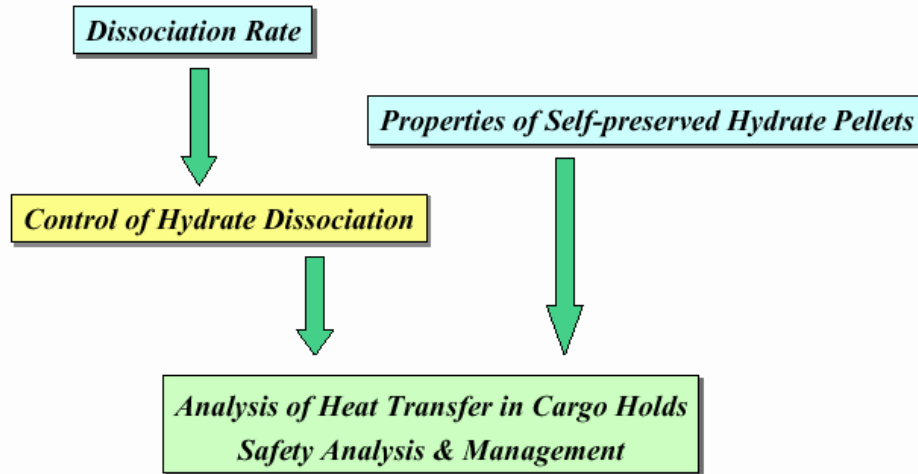 Dissociation Rate
Properties of Self-preserved Hydrate Pellets
Control of Hydrate Dissociation
Analysis of Heat Transfer in Cargo Holds
Safety Analysis & Management